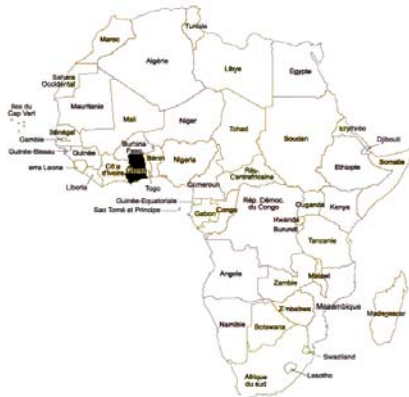 Tunisie
Maroc
Algérie
Libye
Egypte
Sahara
Occidental
Iles du
Cap Vert
Mauritanie
Mali
Niger
Tchad
Soudan
Erythrée
Djibouti
Sénégal
Gambie
Guinée-Bissau
Guinée
erra Leone
Liberia
Côte
d'Ivoire
Burkina
Faso
Togo
Bénin
Nigeria
Cameroun
Rép.
Centrafricaine
Ethiopie
Somalie
Guinée-Equatoriale
Sao Tomé et Principe
Gabon
Congo
Rép. Démoc.
du Congo
Ouganda
Kenya
Rwanda
Burundi
Tanzanie
Angola
Zambie
Malawi
Mozambique
Zimbabwe
Madagascar
Namibie
Botswana
Swaziland
Lesotho
Afrique
du sud